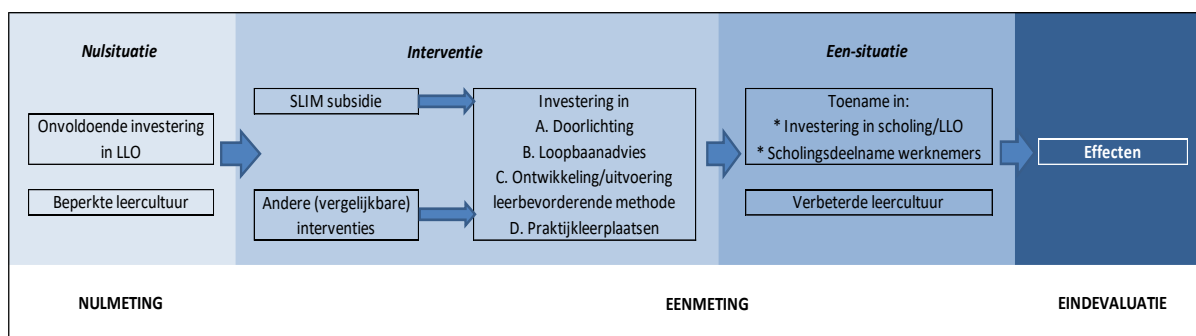 Nulsituatie
Onvoldoende investering
in LLO
Beperkte leercultuur
Interventie
SLIM subsidie
Andere (vergelijkbare)
interventies
Investering in
A. Doorlichting
B. Loopbaanadvies
C. Ontwikkeling/uitvoering
leerbevorderende methode
D. Praktijkleerplaatsen
Een-situatie
Toename in:
* Investering in scholing/LLO
* Scholingsdeelname werknemers
Verbeterde leercultuur
Effecten
NULMETING
EENMETING
EINDEVALUATIE